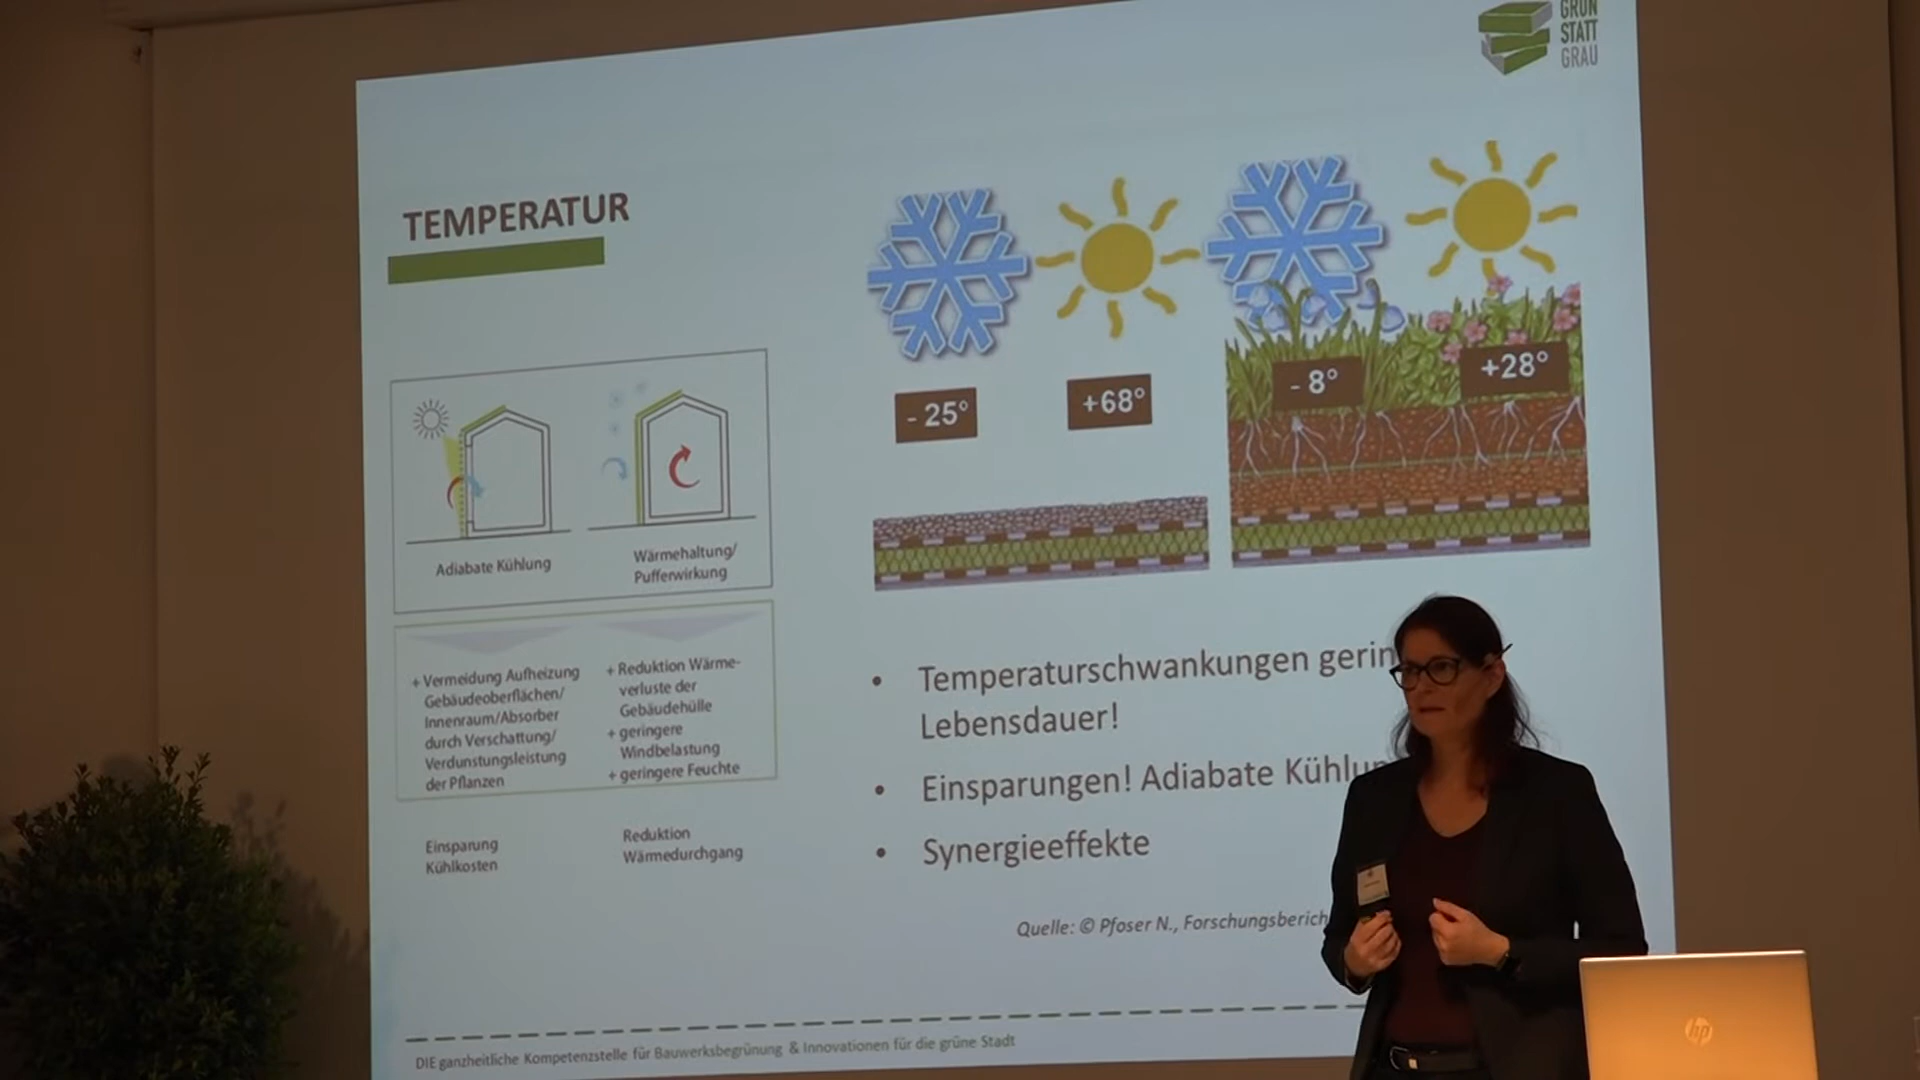 GRÜN
STATT
GRAU
TEMPERATUR
- 25°
+68°
- 8°
+28°
Adiabate Kühlung
Wärmehaltung/
Pufferwirkung
+ Vermeidung Aufheizung
Gebäudeoberflächen/
Innenraum/Absorber
durch Verschattung/
Verdunstungsleistung
der Pflanzen
+ Reduktion Wärme-
verluste der
Gebäudehülle
+ geringere
Windbelastung
+ geringere Feuchte
Einsparung
Kühlkosten
Reduktion
Wärmedurchgang
• Temperaturschwankungen gerin
Lebensdauer!
• Einsparungen! Adiabate Kühlun
• Synergieeffekte
Quelle: © Pfoser N., Forschungsberich
DIE ganzheitliche Kompetenzstelle für Bauwerksbegrünung & Innovationen für die grüne Stadt
hp